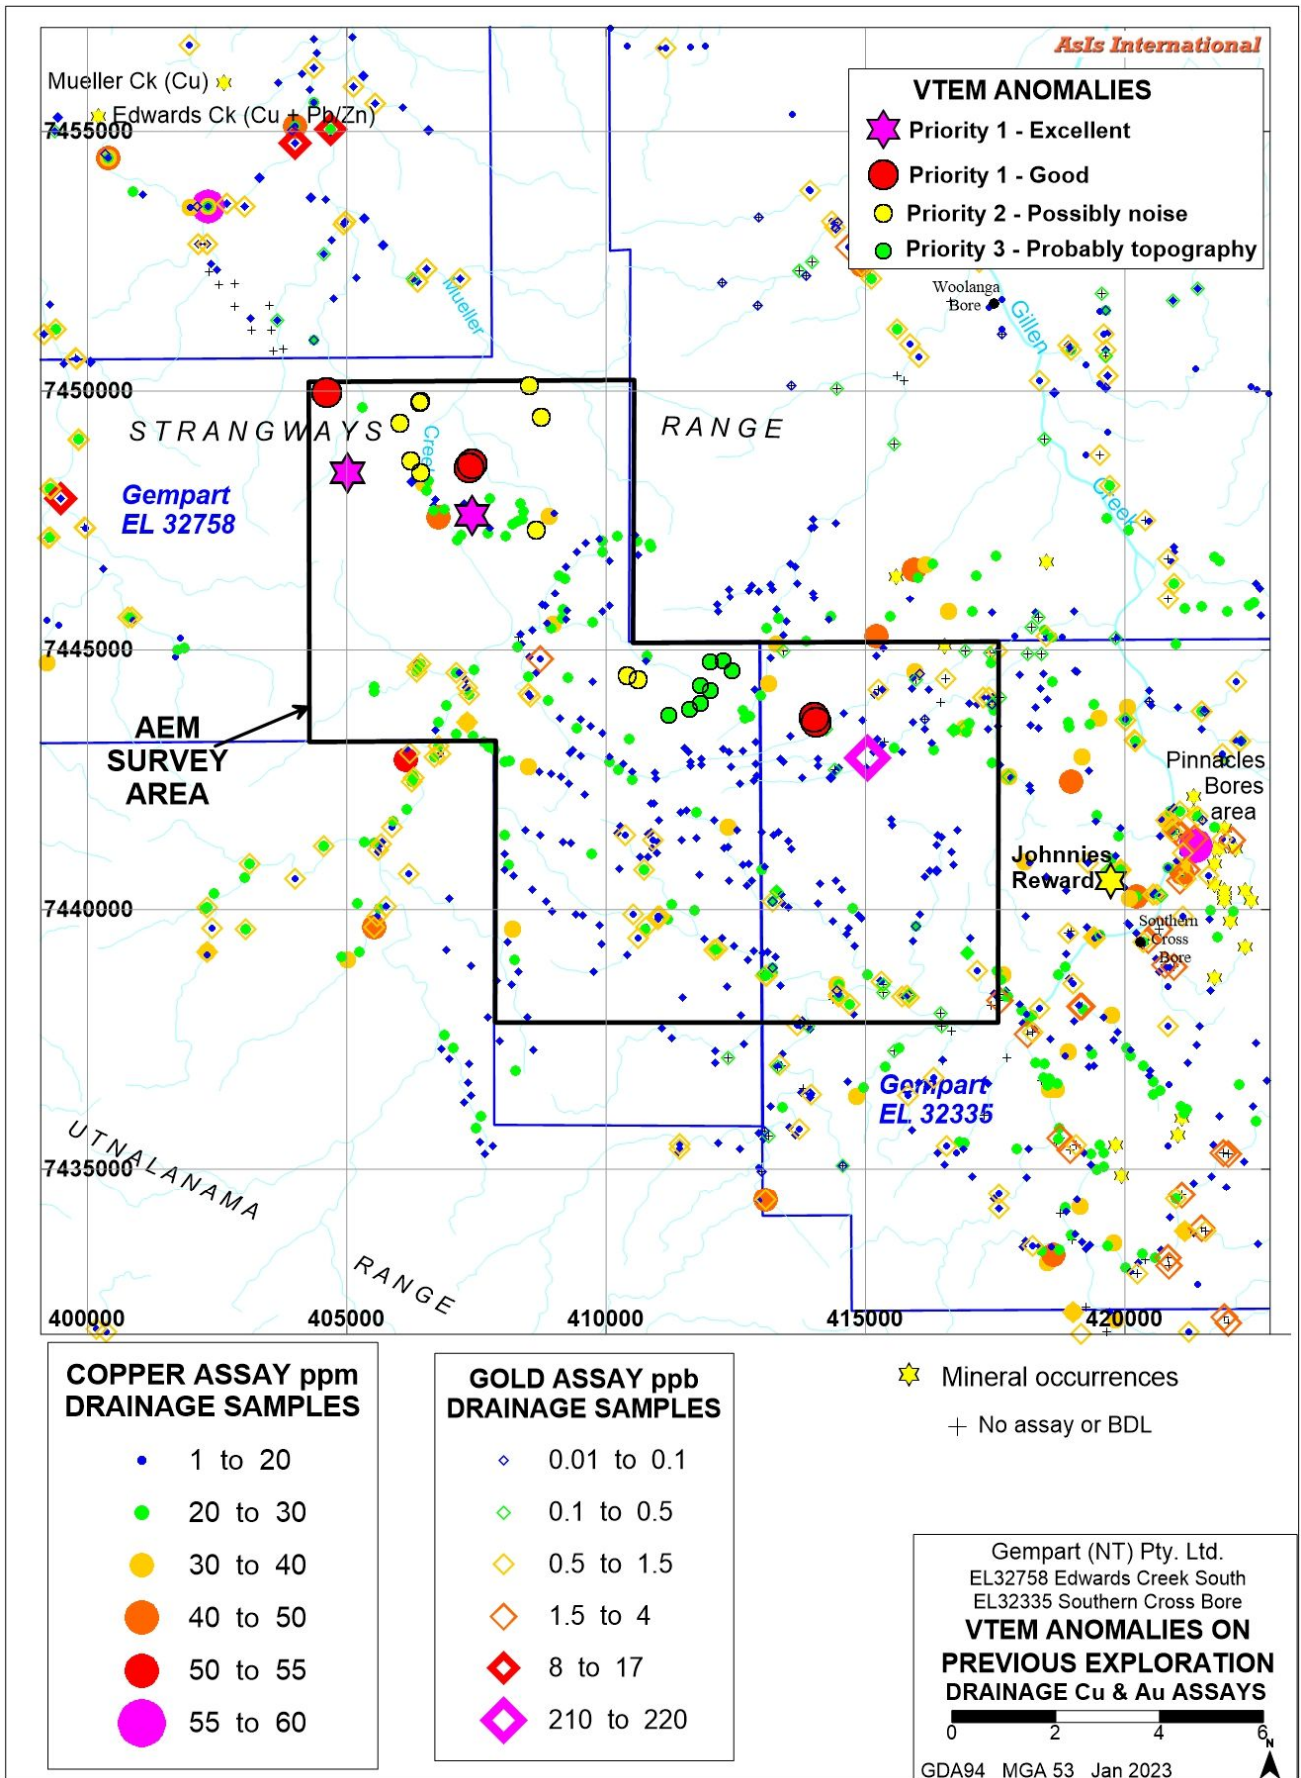 AsIs International
Mueller Ck (Cu)
Edwards Ck (Cu + Pb/Zn)
7455000
VTEM ANOMALIES
Priority 1 - Excellent
Priority 1 - Good
Priority 2 - Possibly noise
Priority 3 - Probably topography
Woolanga
Bore
Gillen
Mueller
7450000
STRANGWAYS
RANGE
Creek
Creek
Gempart
EL 32758
7445000
AEM
SURVEY
AREA
Pinnacles
Bores
area
Johnnies
Reward
7440000
Southern
Cross
Bore
Gempart
EL 32335
UTNALANAMA
7435000
RANGE
400000
405000
410000
415000
420000
COPPER ASSAY ppm
DRAINAGE SAMPLES
1 to 20
20 to 30
30 to 40
40 to 50
50 to 55
55 to 60
GOLD ASSAY ppb
DRAINAGE SAMPLES
0.01 to 0.1
0.1 to 0.5
0.5 to 1.5
1.5 to 4
8 to 17
210 to 220
Mineral occurrences
No assay or BDL
Gempart (NT) Pty. Ltd.
EL32758 Edwards Creek South
EL32335 Southern Cross Bore
VTEM ANOMALIES ON
PREVIOUS EXPLORATION
DRAINAGE Cu & Au ASSAYS
0 2 4 6
N
GDA94 MGA 53 Jan 2023